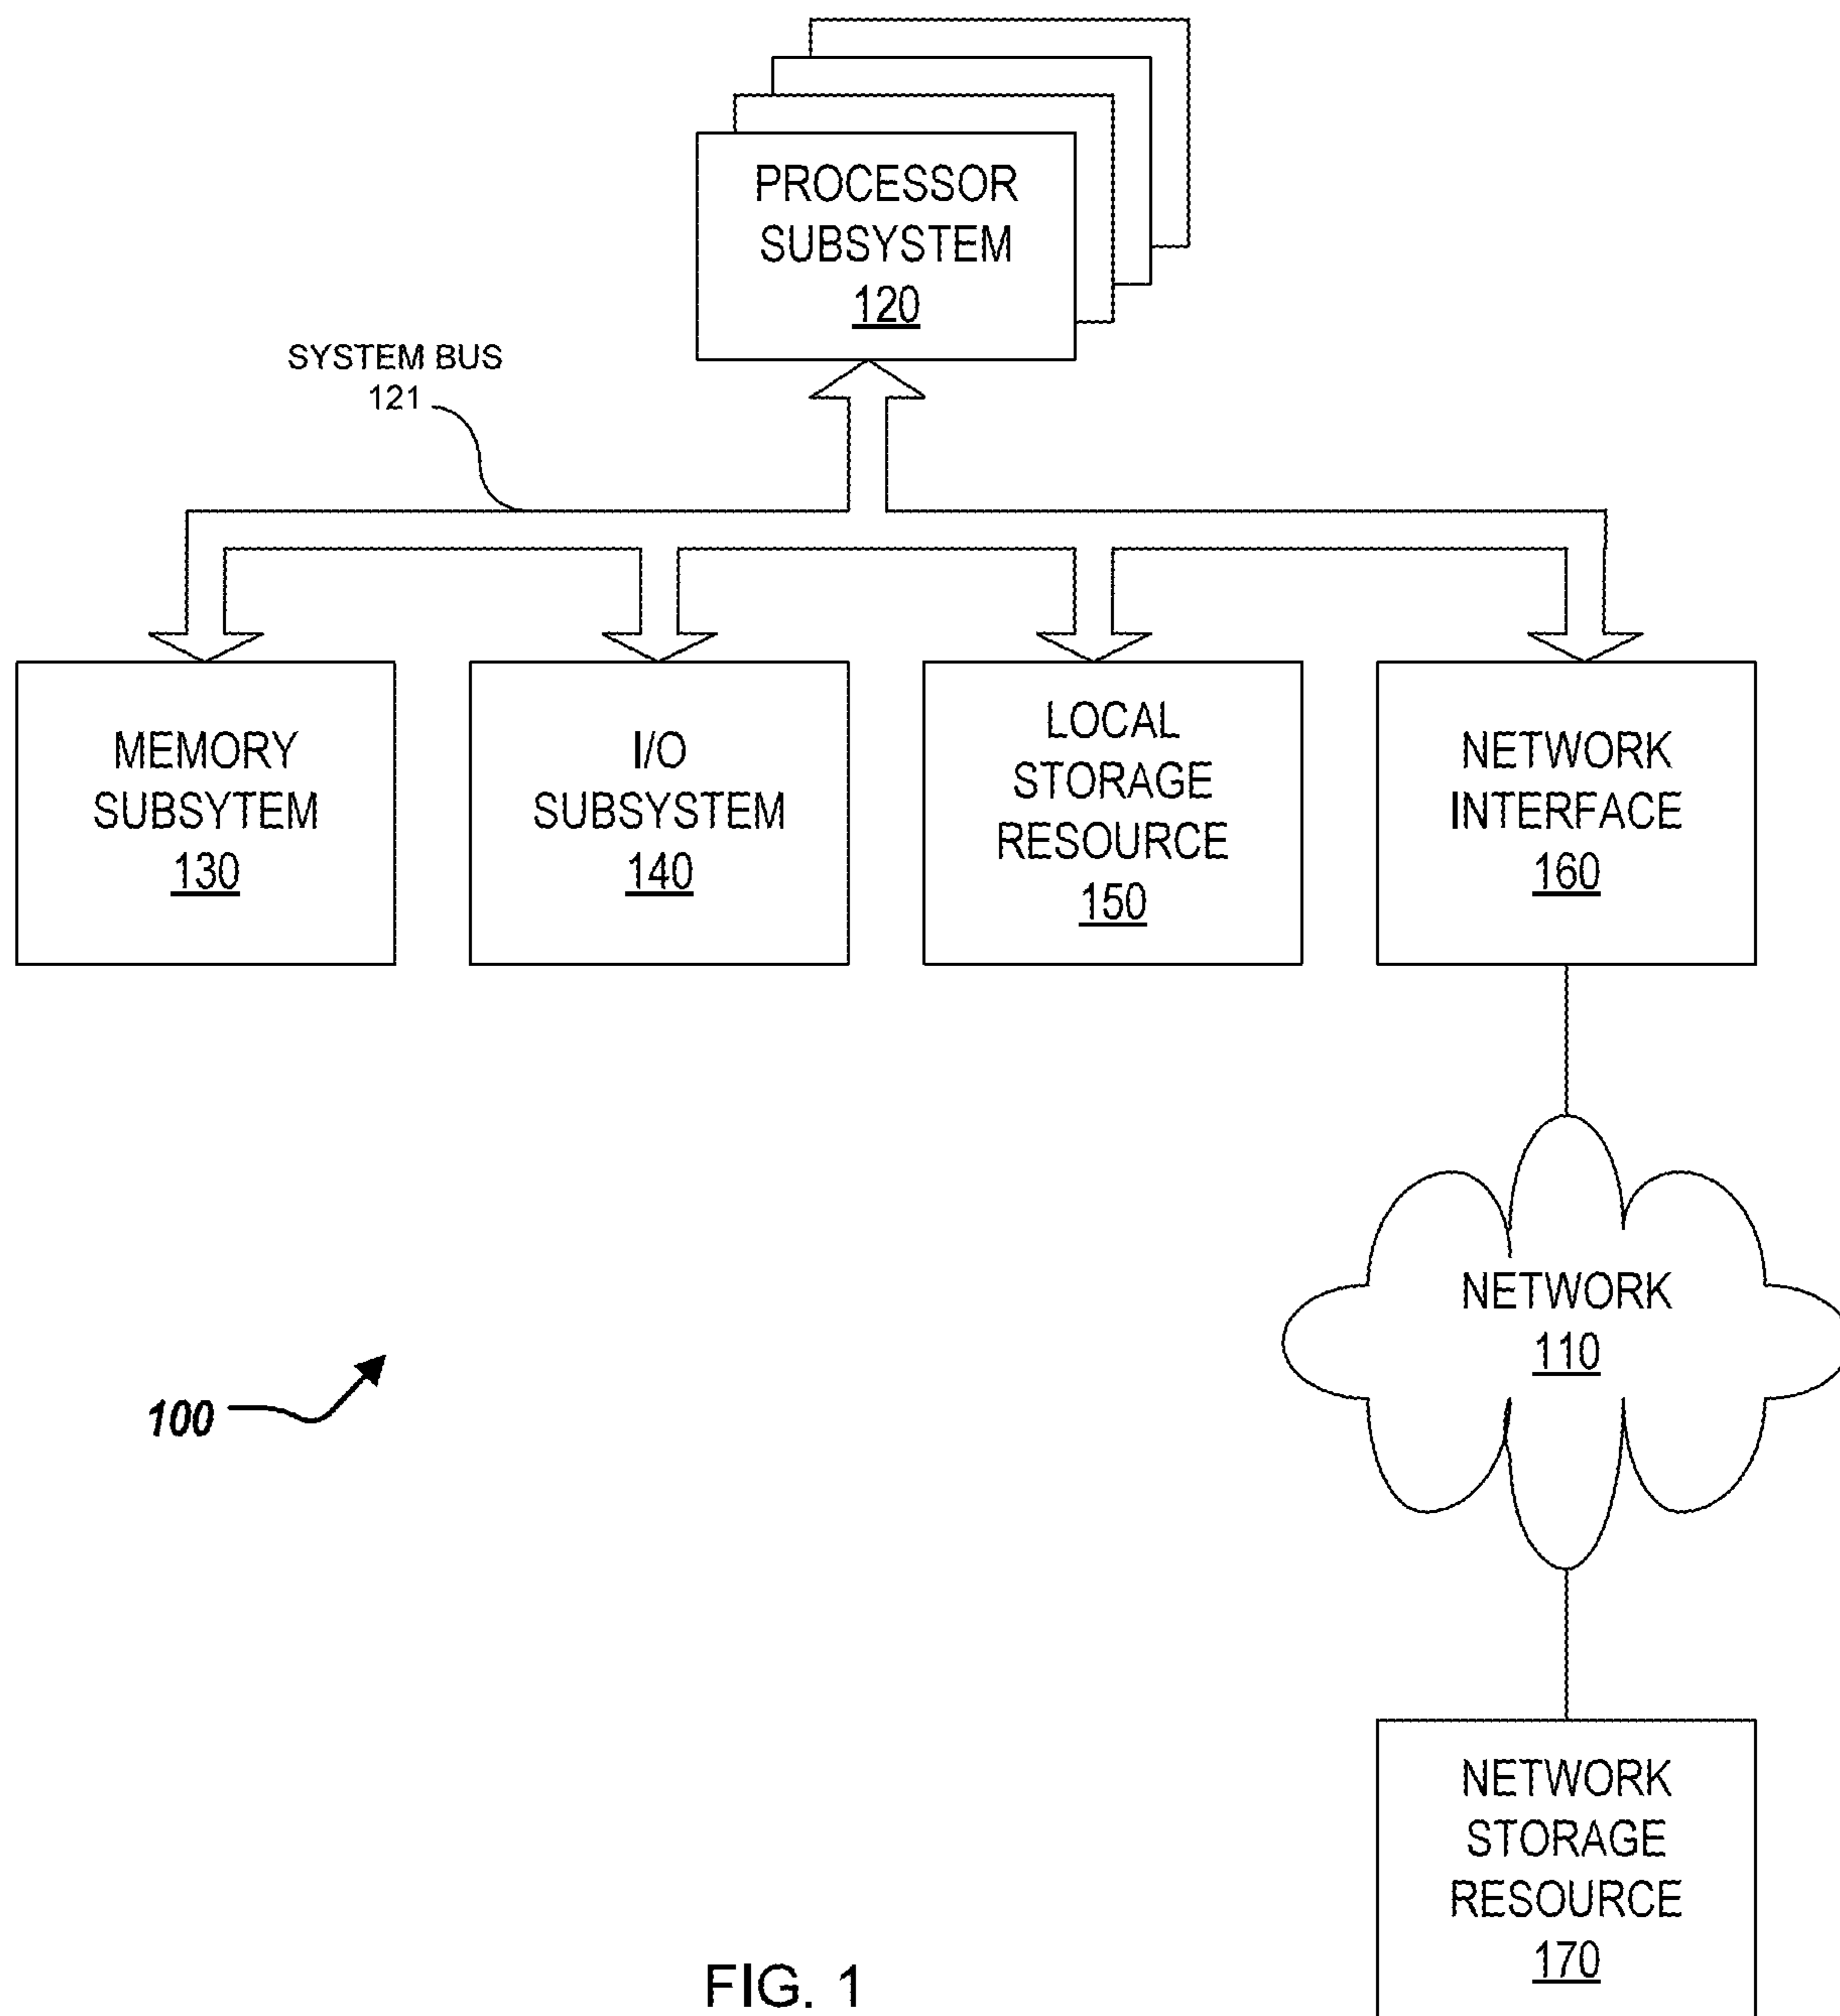 PROCESSOR
SUBSYSTEM
120
SYSTEM BUS
121
MEMORY
SUBSYTEM
130
I/O
SUBSYSTEM
140
LOCAL
STORAGE
RESOURCE
150
NETWORK
INTERFACE
160
NETWORK
110
100
NETWORK
STORAGE
RESOURCE
170
FIG. 1